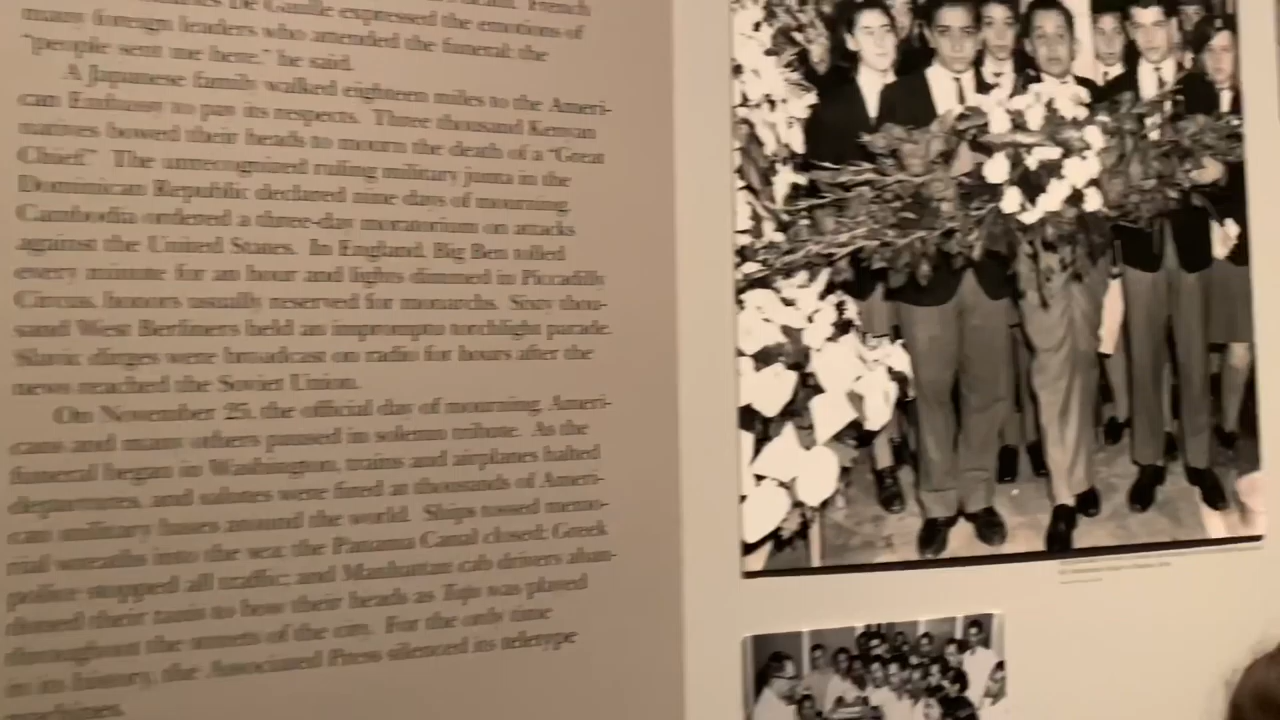 De Gaulle expressed the emotions of
many foreign leaders who attended the funeral: the
"people sent me here," he said.
A Japanese family walked eighteen miles to the Ameri-
can Embassy to pay its respects. Three thousand Kenyan
natives bowed their heads to mourn the death of a "Great
Chief." The unrecognized ruling military junta in the
Dominican Republic declared nine days of mourning.
Cambodia ordered a three-day moratorium on attacks
against the United States. In England, Big Ben tolled
every minute for an hour and lights dimmed in Piccadilly
Circus, honors usually reserved for monarchs. Sixty thou-
sand West Berliners held an impromptu torchlight parade.
Slavic dirges were broadcast on radio for hours after the
news reached the Soviet Union.
On November 25, the official day of mourning, Ameri-
cans and many others paused in solemn tribute. As the
funeral began in Washington, trains and airplanes halted
departures, and salutes were fired at thousands of Ameri-
can military bases around the world. Ships tossed memo-
rial wreaths into the sea; the Panama Canal closed; Greek
police stopped all traffic; and Manhattan cab drivers aban-
doned their taxis to bow their heads as Taps was played
throughout the streets of the city. For the only time
in its history, the Associated Press silenced its teletype
machines.